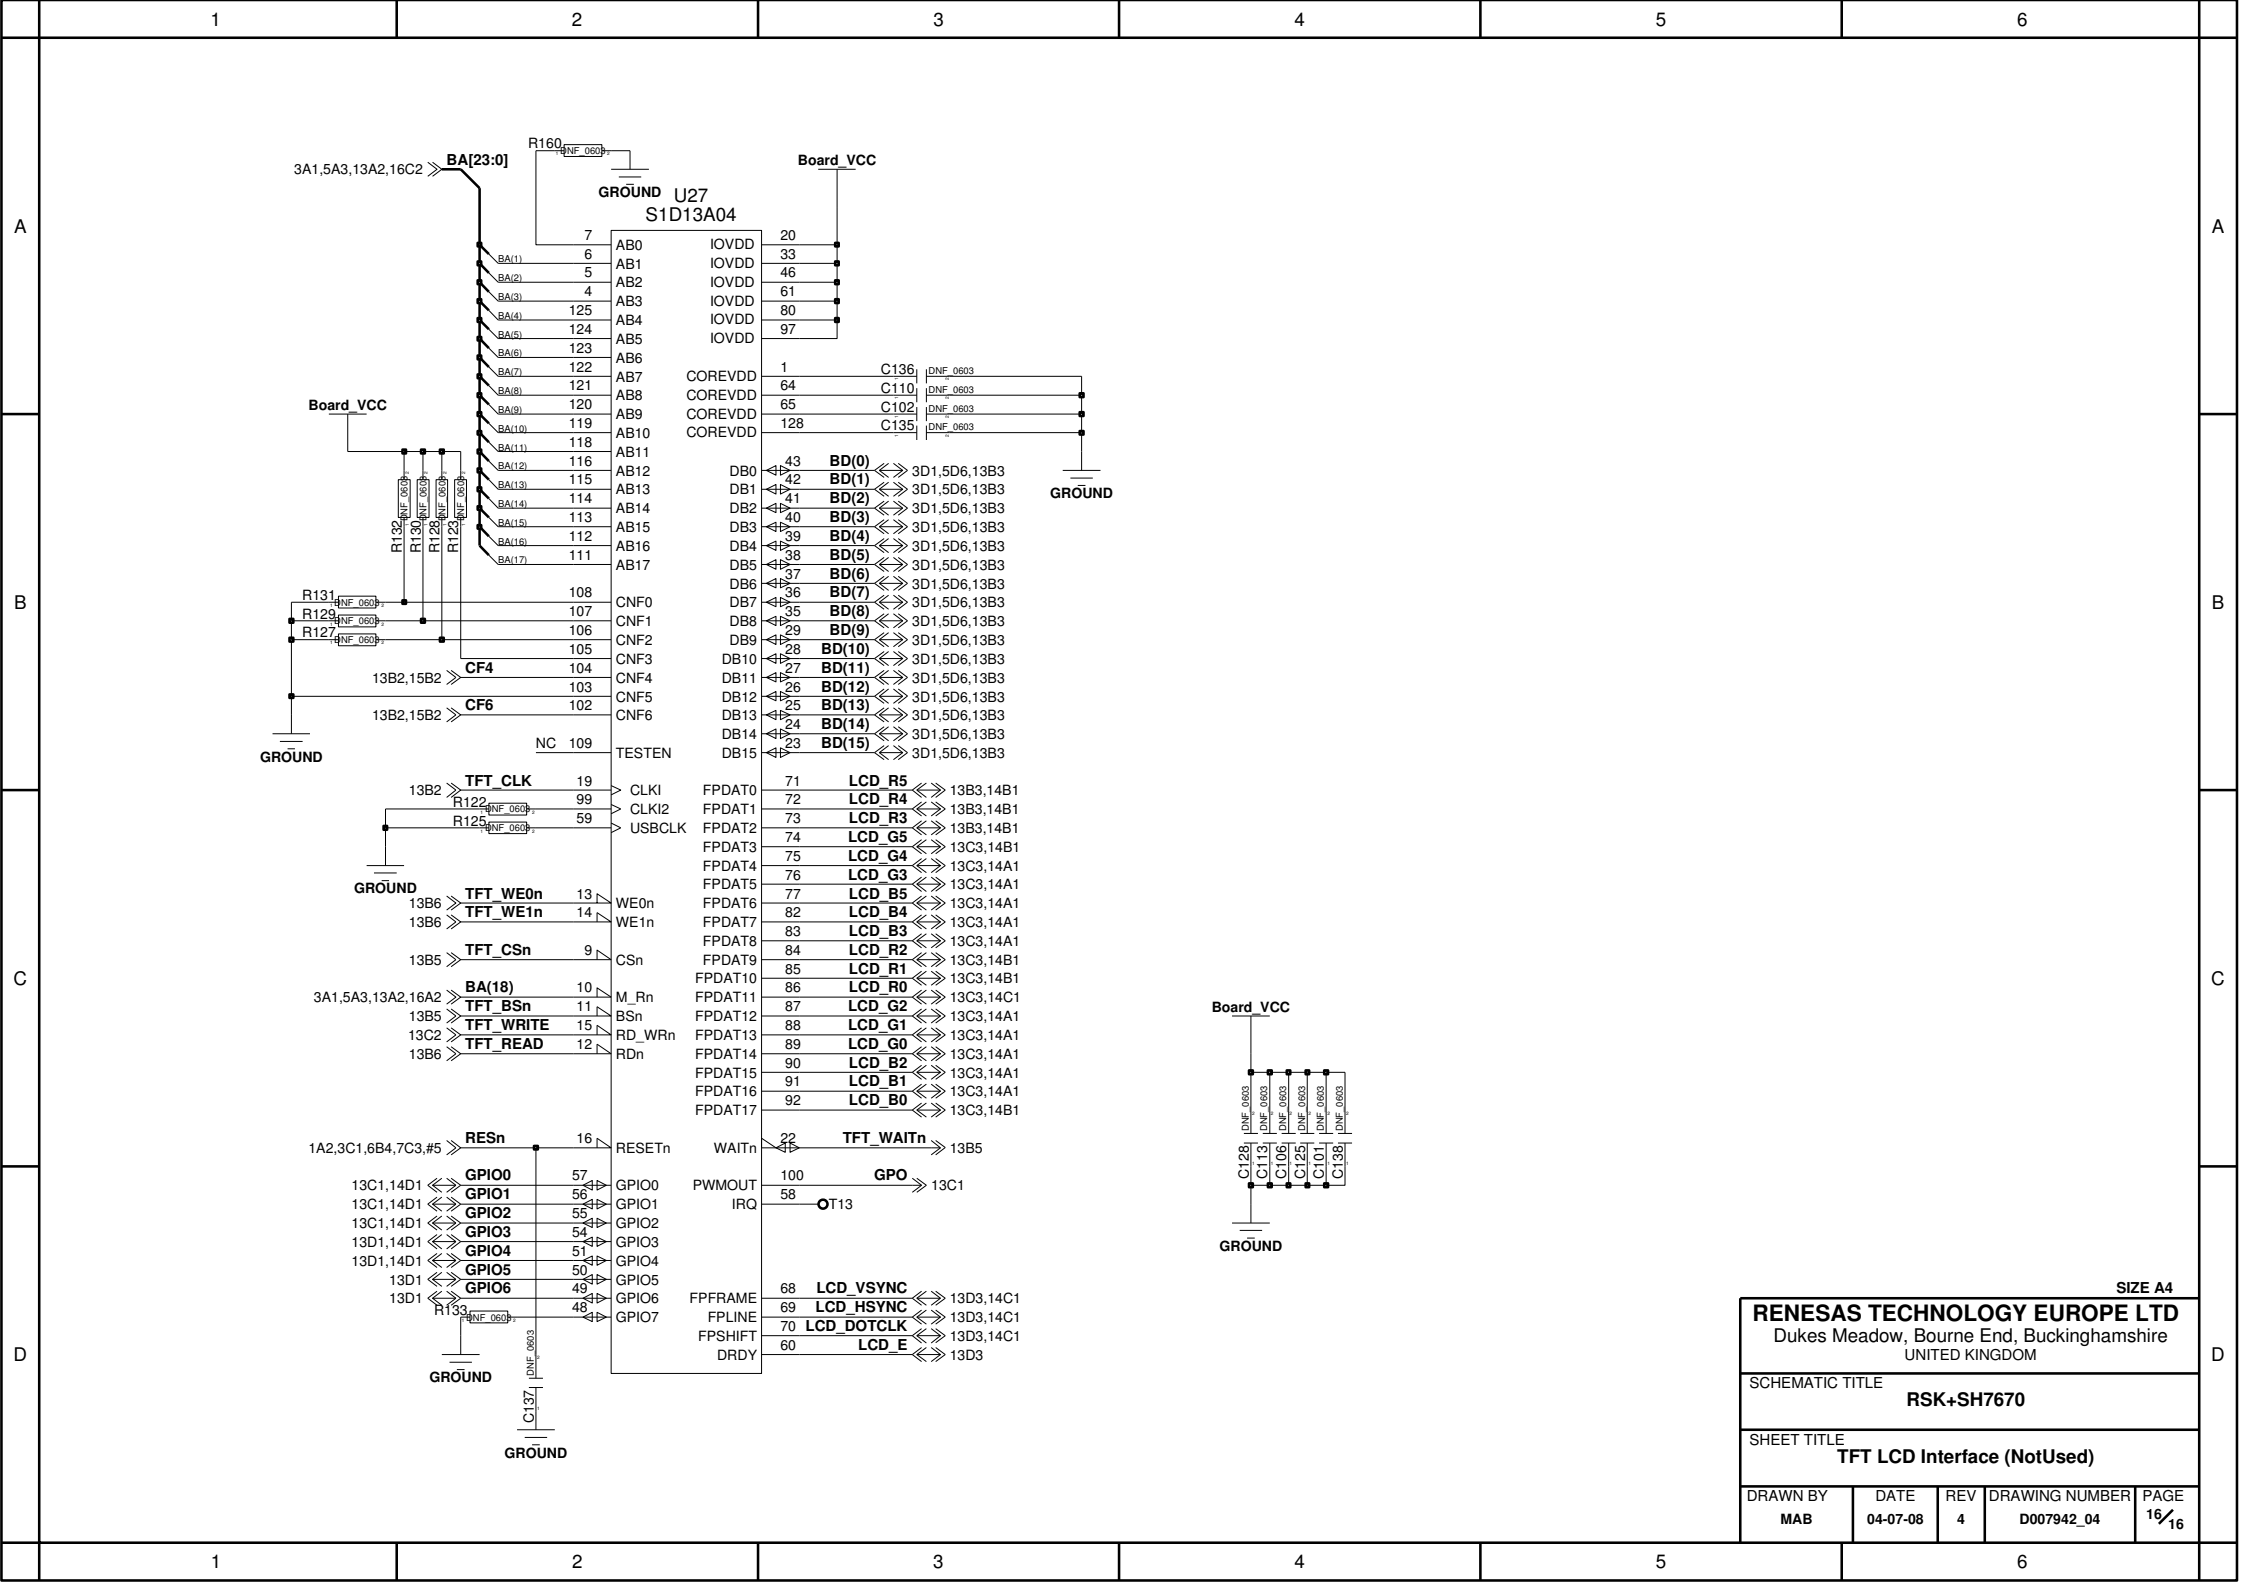 1 2 3 4 5 6
A A
B B
C C
D D
R160 DNF_0603
3A1,5A3,13A2,16C2 BA[23:0]
GROUND
Board_VCC
U27
S1D13A04
7 AB0 IOVDD 20
BA(1) 6 AB1 IOVDD 33
BA(2) 5 AB2 IOVDD 46
BA(3) 4 AB3 IOVDD 61
BA(4) 125 AB4 IOVDD 80
BA(5) 124 AB5 IOVDD 97
BA(6) 123 AB6
BA(7) 122 AB7 COREVDD 1 C136 DNF_0603
BA(8) 121 AB8 COREVDD 64 C110 DNF_0603
BA(9) 120 AB9 COREVDD 65 C102 DNF_0603
BA(10) 119 AB10 COREVDD 128 C135 DNF_0603
BA(11) 118 AB11
BA(12) 116 AB12 DB0 43 BD(0) 3D1,5D6,13B3
BA(13) 115 AB13 DB1 42 BD(1) 3D1,5D6,13B3
BA(14) 114 AB14 DB2 41 BD(2) 3D1,5D6,13B3
BA(15) 113 AB15 DB3 40 BD(3) 3D1,5D6,13B3
BA(16) 112 AB16 DB4 39 BD(4) 3D1,5D6,13B3
BA(17) 111 AB17 DB5 38 BD(5) 3D1,5D6,13B3
DB6 37 BD(6) 3D1,5D6,13B3
GROUND
Board_VCC
R132 DNF_0603
R130 DNF_0603
R128 DNF_0603
R123 DNF_0603
R131 DNF_0603 108 CNF0 DB7 36 BD(7) 3D1,5D6,13B3
R129 DNF_0603 107 CNF1 DB8 35 BD(8) 3D1,5D6,13B3
R127 DNF_0603 106 CNF2 DB9 29 BD(9) 3D1,5D6,13B3
105 CNF3 DB10 28 BD(10) 3D1,5D6,13B3
13B2,15B2 CF4 104 CNF4 DB11 27 BD(11) 3D1,5D6,13B3
103 CNF5 DB12 26 BD(12) 3D1,5D6,13B3
13B2,15B2 CF6 102 CNF6 DB13 25 BD(13) 3D1,5D6,13B3
DB14 24 BD(14) 3D1,5D6,13B3
GROUND
NC 109 TESTEN DB15 23 BD(15) 3D1,5D6,13B3
13B2 TFT_CLK 19 CLKI FPDAT0 71 LCD_R5 13B3,14B1
R122 DNF_0603 99 CLKI2 FPDAT1 72 LCD_R4 13B3,14B1
R125 DNF_0603 59 USBCLK FPDAT2 73 LCD_R3 13B3,14B1
FPDAT3 74 LCD_G5 13C3,14B1
FPDAT4 75 LCD_G4 13C3,14A1
GROUND
FPDAT5 76 LCD_G3 13C3,14A1
13B6 TFT_WE0n 13 WE0n FPDAT6 77 LCD_B5 13C3,14A1
13B6 TFT_WE1n 14 WE1n FPDAT7 82 LCD_B4 13C3,14A1
FPDAT8 83 LCD_B3 13C3,14A1
13B5 TFT_CSn 9 CSn FPDAT9 84 LCD_R2 13C3,14B1
FPDAT10 85 LCD_R1 13C3,14B1
3A1,5A3,13A2,16A2 BA(18) 10 M_Rn FPDAT11 86 LCD_R0 13C3,14C1
13B5 TFT_BSn 11 BSn FPDAT12 87 LCD_G2 13C3,14A1
13C2 TFT_WRITE 15 RD_WRn FPDAT13 88 LCD_G1 13C3,14A1
13B6 TFT_READ 12 RDn FPDAT14 89 LCD_G0 13C3,14A1
FPDAT15 90 LCD_B2 13C3,14A1
FPDAT16 91 LCD_B1 13C3,14A1
FPDAT17 92 LCD_B0 13C3,14B1
1A2,3C1,6B4,7C3,#5 RESn 16 RESETn WAITn 22 TFT_WAITn 13B5
13C1,14D1 GPIO0 57 GPIO0 PWMOUT 100 GPO 13C1
13C1,14D1 GPIO1 56 GPIO1 IRQ 58 T13
13C1,14D1 GPIO2 55 GPIO2
13D1,14D1 GPIO3 54 GPIO3
13D1,14D1 GPIO4 51 GPIO4
13D1 GPIO5 50 GPIO5
13D1 GPIO6 49 GPIO6 FPFRAME 68 LCD_VSYNC 13D3,14C1
R133 DNF_0603 48 GPIO7 FPLINE 69 LCD_HSYNC 13D3,14C1
FPSHIFT 70 LCD_DOTCLK 13D3,14C1
DRDY 60 LCD_E 13D3
GROUND
C137 DNF_0603
GROUND
Board_VCC
C128 DNF_0603
C113 DNF_0603
C106 DNF_0603
C125 DNF_0603
C101 DNF_0603
C138 DNF_0603
GROUND
SIZE A4
RENESAS TECHNOLOGY EUROPE LTD
Dukes Meadow, Bourne End, Buckinghamshire
UNITED KINGDOM
SCHEMATIC TITLE
RSK+SH7670
SHEET TITLE
TFT LCD Interface (NotUsed)
DRAWN BY DATE REV DRAWING NUMBER PAGE
MAB 04-07-08 4 D007942_04 16/16
1 2 3 4 5 6